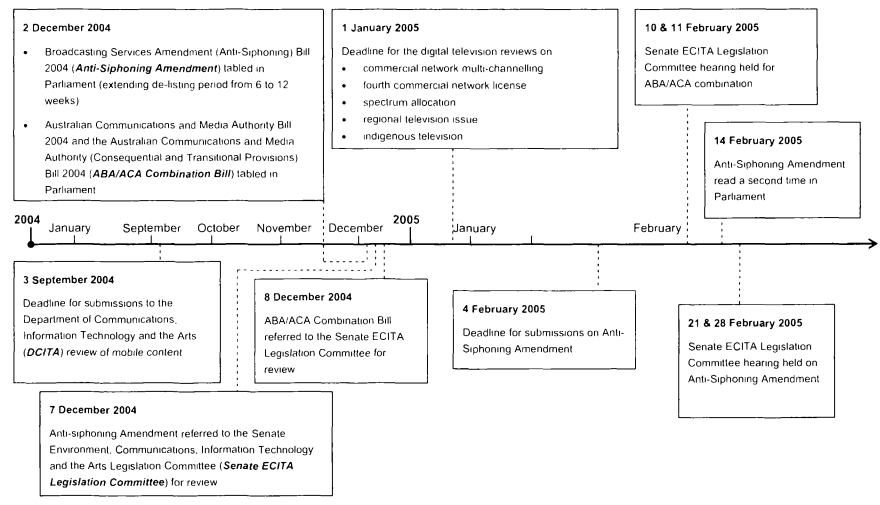 2 December 2004
• Broadcasting Services Amendment (Anti-Siphoning) Bill
2004 (Anti-Siphoning Amendment) tabled in
Parliament (extending de-listing period from 6 to 12
weeks)
• Australian Communications and Media Authority Bill
2004 and the Australian Communications and Media
Authority (Consequential and Transitional Provisions)
Bill 2004 (ABA/ACA Combination Bill) tabled in
Parliament
1 January 2005
Deadline for the digital television reviews on
• commercial network multi-channelling
• fourth commercial network license
• spectrum allocation
• regional television issue
• indigenous television
10 & 11 February 2005
Senate ECITA Legislation
Committee hearing held for
ABA/ACA combination
14 February 2005
Anti-Siphoning Amendment
read a second time in
Parliament
2004
January
September
October
November
December
2005
January
February
3 September 2004
Deadline for submissions to the
Department of Communications,
Information Technology and the Arts
(DCITA) review of mobile content
8 December 2004
ABA/ACA Combination Bill
referred to the Senate ECITA
Legislation Committee for
review
4 February 2005
Deadline for submissions on Anti-
Siphoning Amendment
21 & 28 February 2005
Senate ECITA Legislation
Committee hearing held on
Anti-Siphoning Amendment
7 December 2004
Anti-siphoning Amendment referred to the Senate
Environment, Communications, Information Technology
and the Arts Legislation Committee (Senate ECITA
Legislation Committee) for review